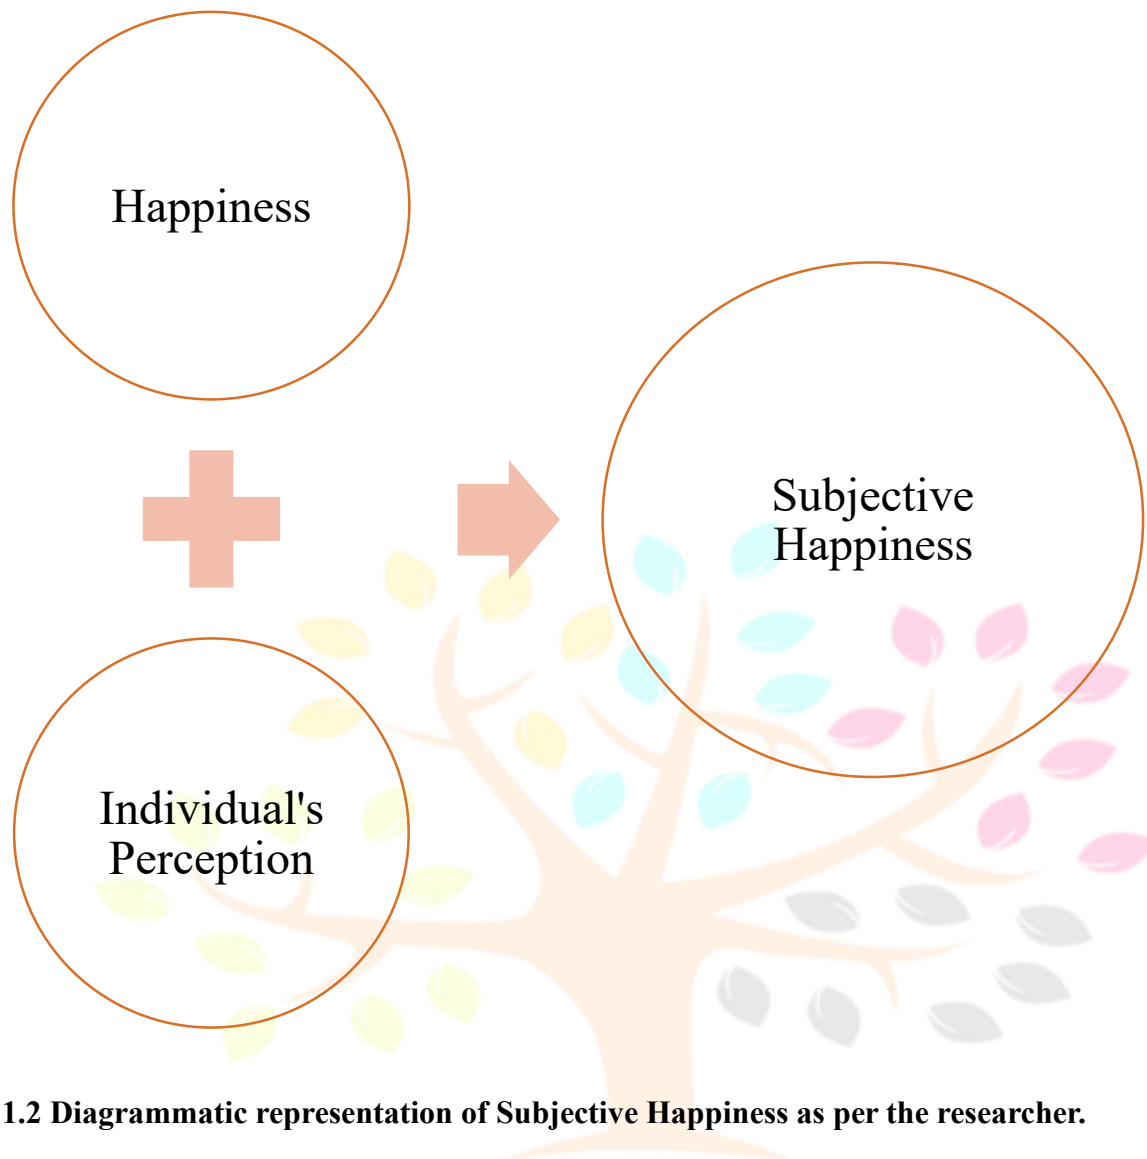 Happiness
Subjective
Happiness
Individual's
Perception
1.2 Diagrammatic representation of Subjective Happiness as per the researcher.